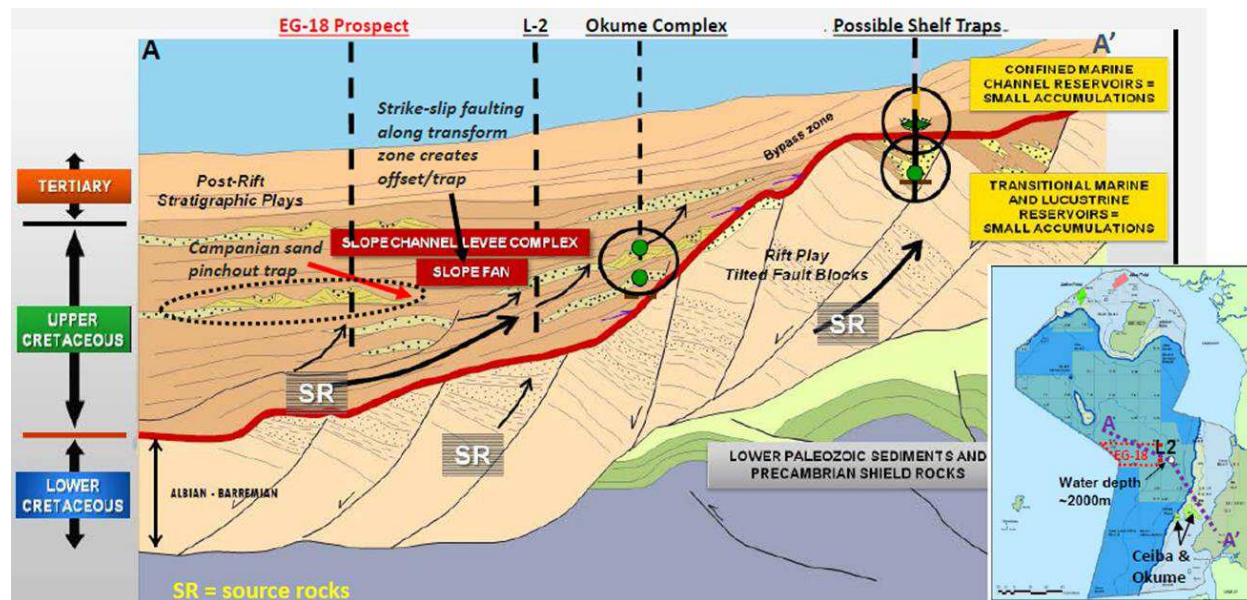 EG-18 Prospect
L-2
Okume Complex
Possible Shelf Traps
A
A'
CONFINED MARINE
CHANNEL RESERVOIRS =
SMALL ACCUMULATIONS
Strike-slip faulting
along transform
zone creates
offset/trap
Bypass zone
TERTIARY
Post-Rift
Stratigraphic Plays
TRANSITIONAL MARINE
AND LUCUSTRINE
RESERVOIRS =
SMALL ACCUMULATIONS
SLOPE CHANNEL LEVEE COMPLEX
Campanian sand
pinchout trap
SLOPE FAN
Rift Play
Tilted Fault Blocks
UPPER
CRETACEOUS
SR
SR
SR
LOWER PALEOZOIC SEDIMENTS AND
PRECAMBRIAN SHIELD ROCKS
LOWER
CRETACEOUS
ALBIAN - BARREMIAN
SR = source rocks
A
EG-18
L2
Water depth
~2000m
A'
Ceiba &
Okume